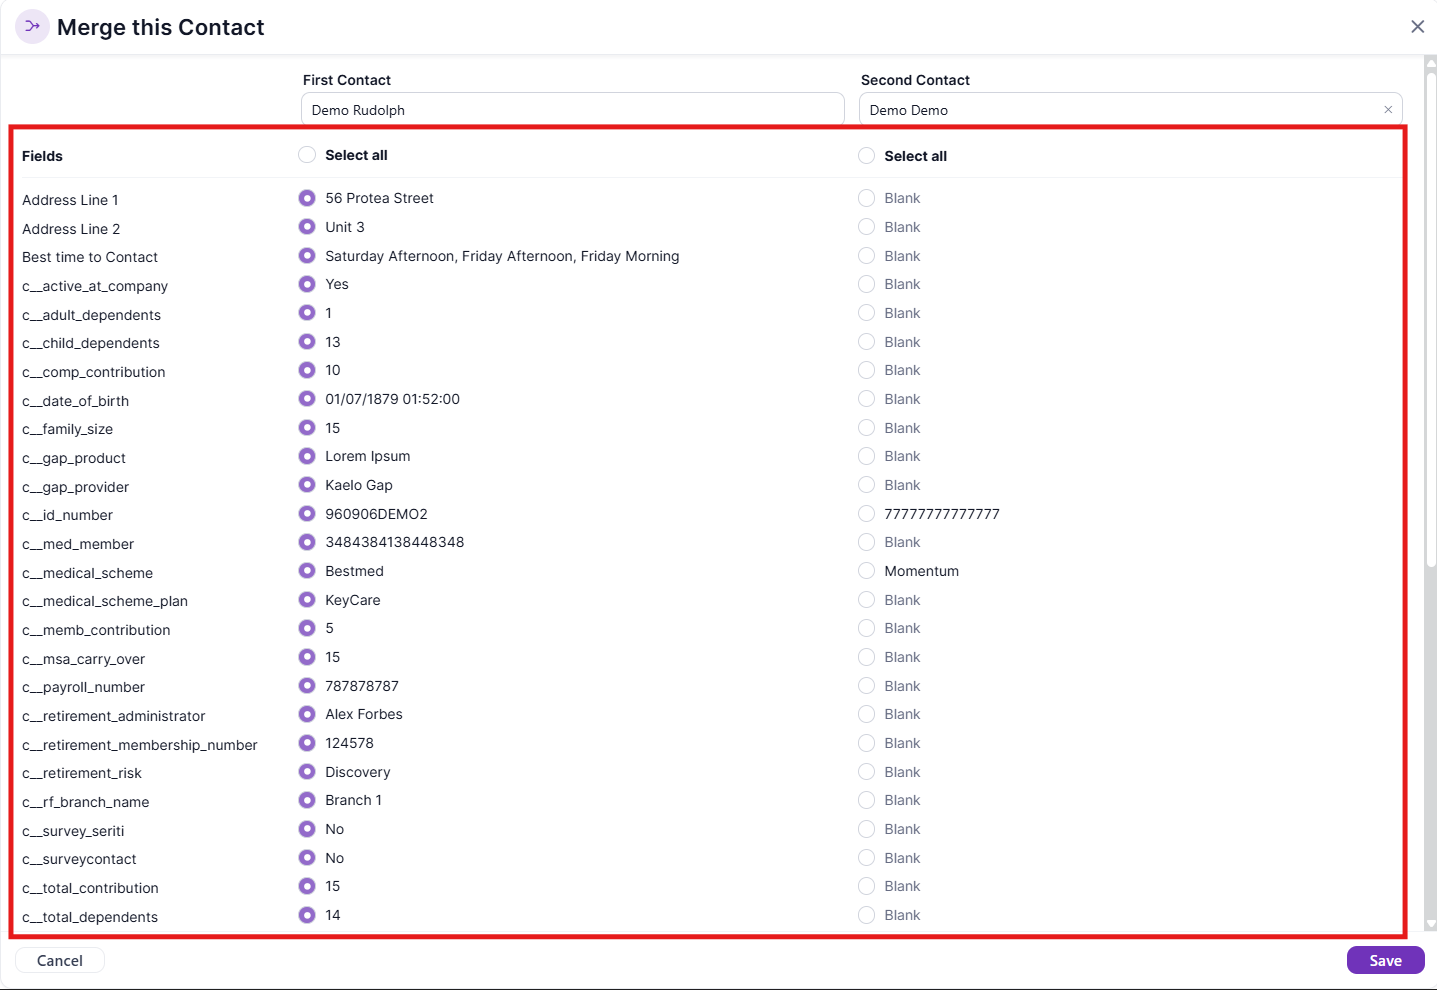 Merge this Contact
First Contact Second Contact
Demo Rudolph Demo Demo
Fields Select all Select all
Address Line 1 56 Protea Street Blank
Address Line 2 Unit 3 Blank
Best time to Contact Saturday Afternoon, Friday Afternoon, Friday Morning Blank
c__active_at_company Yes Blank
c__adult_dependents 1 Blank
c__child_dependents 13 Blank
c__comp_contribution 10 Blank
c__date_of_birth 01/07/1879 01:52:00 Blank
c__family_size 15 Blank
c__gap_product Lorem Ipsum Blank
c__gap_provider Kaelo Gap Blank
c__id_number 960906DEMO2 77777777777777
c__med_member 3484384138448348 Blank
c__medical_scheme Bestmed Momentum
c__medical_scheme_plan KeyCare Blank
c__memb_contribution 5 Blank
c__msa_carry_over 15 Blank
c__payroll_number 787878787 Blank
c__retirement_administrator Alex Forbes Blank
c__retirement_membership_number 124578 Blank
c__retirement_risk Discovery Blank
c__rf_branch_name Branch 1 Blank
c__survey_seriti No Blank
c__surveycontact No Blank
c__total_contribution 15 Blank
c__total_dependents 14 Blank
Cancel Save